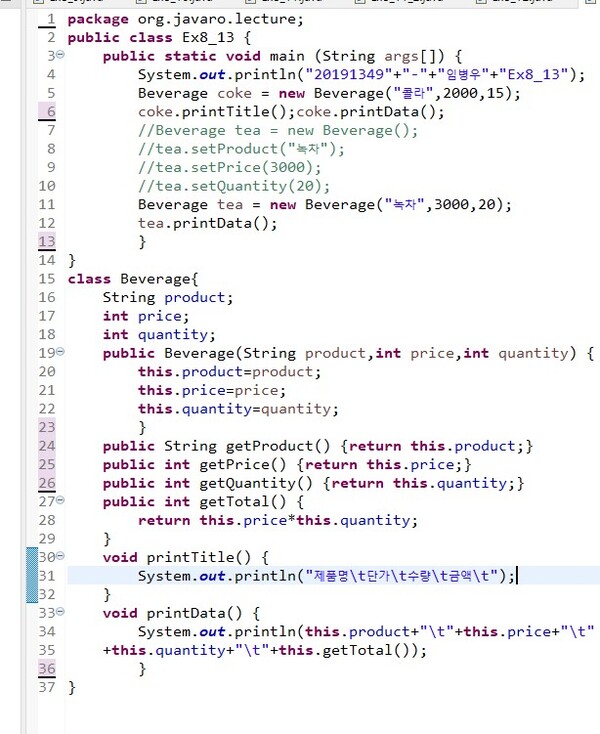 1 package org.javaro.lecture;
2 public class Ex8_13 {
3 public static void main (String args[]) {
4 System.out.println("20191349"+"-"+"임병우"+"Ex8_13");
5 Beverage coke = new Beverage("콜라",2000,15);
6 coke.printTitle();coke.printData();
7 //Beverage tea = new Beverage();
8 //tea.setProduct("녹차");
9 //tea.setPrice(3000);
10 //tea.setQuantity(20);
11 Beverage tea = new Beverage("녹차",3000,20);
12 tea.printData();
13 }
14 }
15 class Beverage{
16 String product;
17 int price;
18 int quantity;
19 public Beverage(String product,int price,int quantity) {
20 this.product=product;
21 this.price=price;
22 this.quantity=quantity;
23 }
24 public String getProduct() {return this.product;}
25 public int getPrice() {return this.price;}
26 public int getQuantity() {return this.quantity;}
27 public int getTotal() {
28 return this.price*this.quantity;
29 }
30 void printTitle() {
31 System.out.println("제품명\t단가\t수량\t금액\t");
32 }
33 void printData() {
34 System.out.println(this.product+"\t"+this.price+"\t"
35 +this.quantity+"\t"+this.getTotal());
36 }
37 }